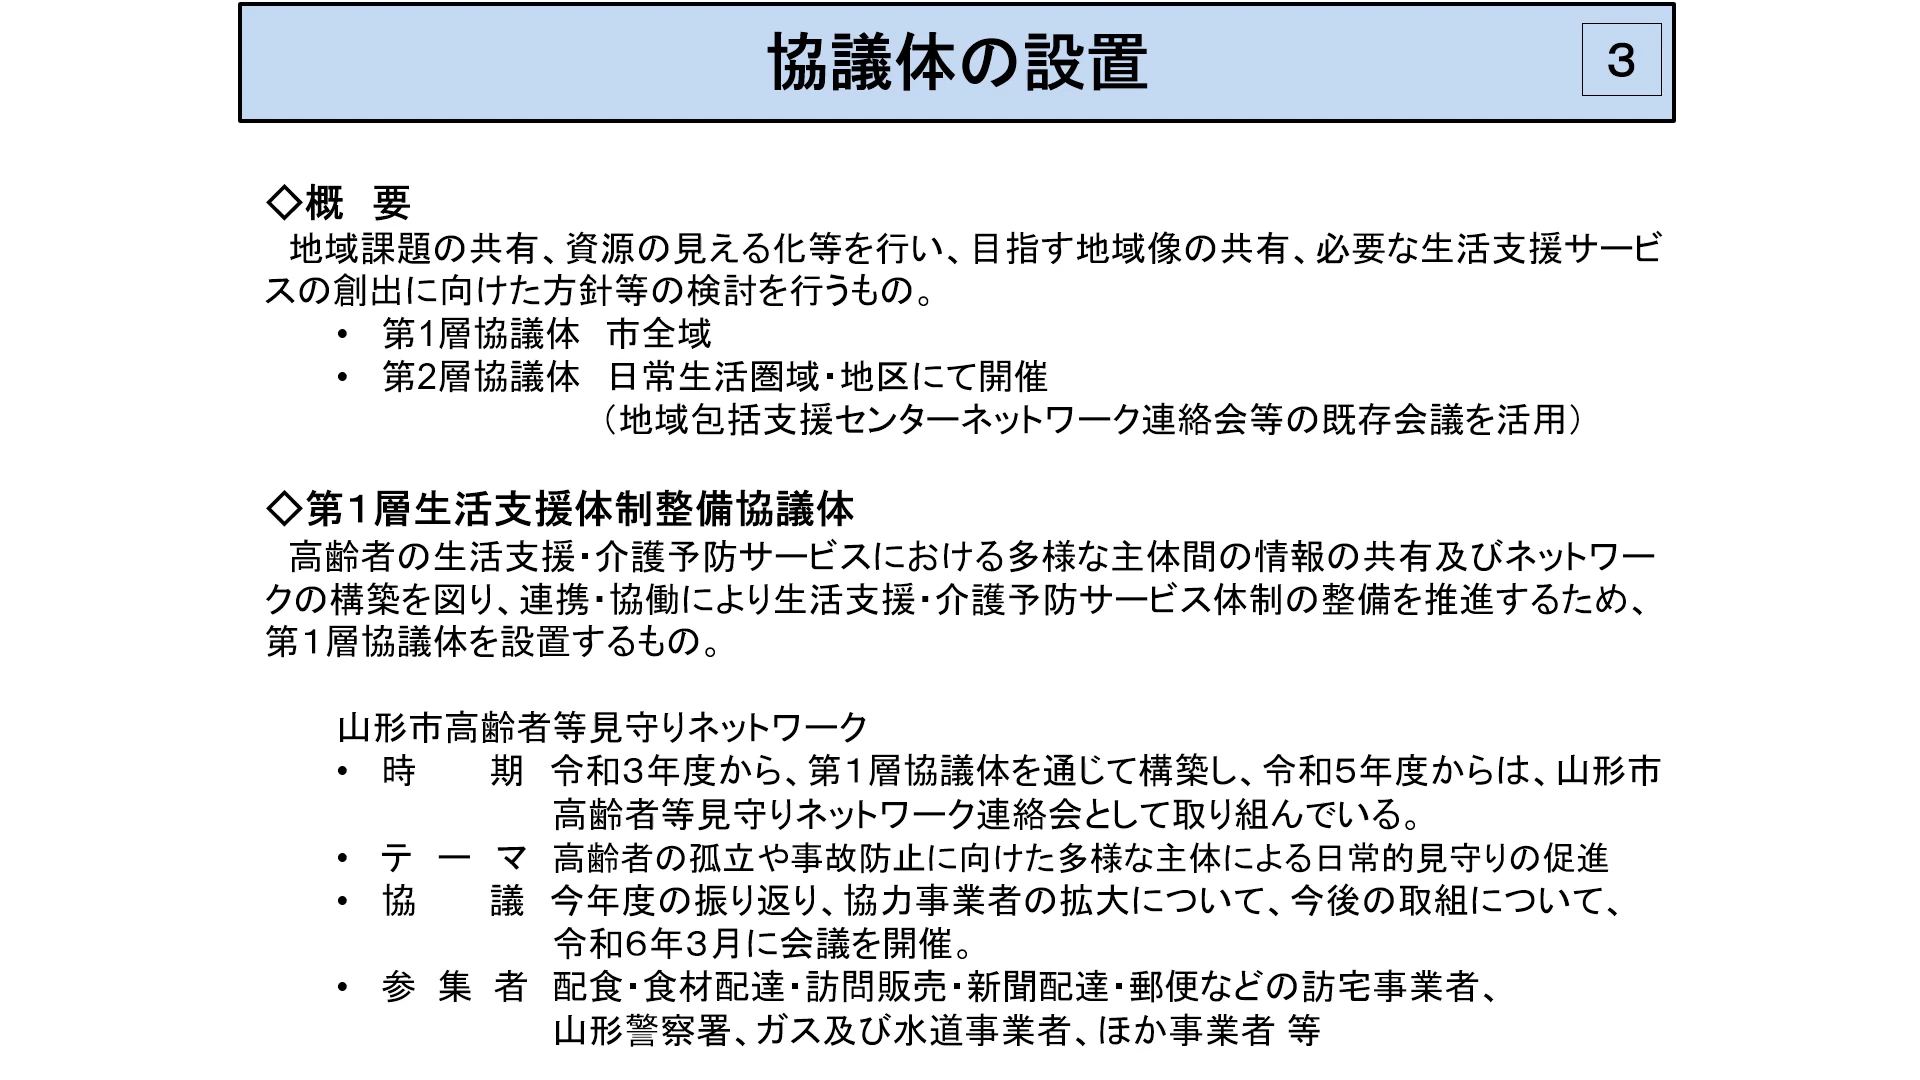 協議体の設置
3
◇概　要
地域課題の共有、資源の見える化等を行い、目指す地域像の共有、必要な生活支援サービ
スの創出に向けた方針等の検討を行うもの。
• 第1層協議体　市全域
• 第2層協議体　日常生活圏域・地区にて開催
（地域包括支援センターネットワーク連絡会等の既存会議を活用）
◇第１層生活支援体制整備協議体
高齢者の生活支援・介護予防サービスにおける多様な主体間の情報の共有及びネットワー
クの構築を図り、連携・協働により生活支援・介護予防サービス体制の整備を推進するため、
第１層協議体を設置するもの。
山形市高齢者等見守りネットワーク
• 時　　期　令和３年度から、第１層協議体を通じて構築し、令和５年度からは、山形市
高齢者等見守りネットワーク連絡会として取り組んでいる。
• テ ー マ　高齢者の孤立や事故防止に向けた多様な主体による日常的見守りの促進
• 協　　議　今年度の振り返り、協力事業者の拡大について、今後の取組について、
令和６年３月に会議を開催。
• 参 集 者　配食・食材配達・訪問販売・新聞配達・郵便などの訪宅事業者、
山形警察署、ガス及び水道事業者、ほか事業者 等